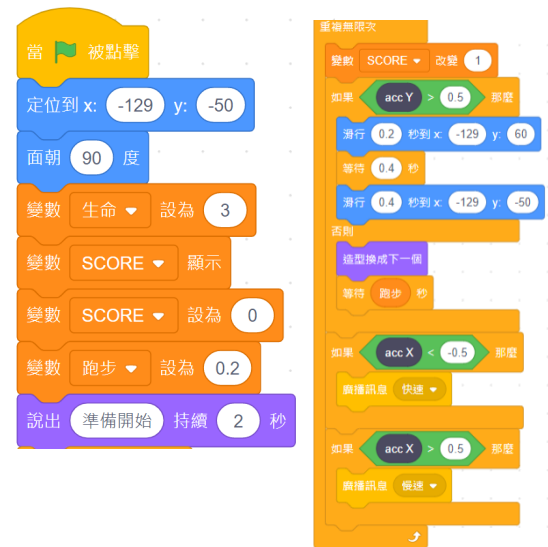 當 被點擊
定位到 x: -129 y: -50
面朝 90 度
變數 生命 設為 3
變數 SCORE 顯示
變數 SCORE 設為 0
變數 跑步 設為 0.2
說出 準備開始 持續 2 秒
重複無限次
變數 SCORE 改變 1
如果 acc Y > 0.5 那麼
滑行 0.2 秒到 x: -129 y: 60
等待 0.4 秒
滑行 0.4 秒到 x: -129 y: -50
否則
造型換成下一個
等待 跑步 秒
如果 acc X < -0.5 那麼
廣播訊息 快速
如果 acc X > 0.5 那麼
廣播訊息 慢速